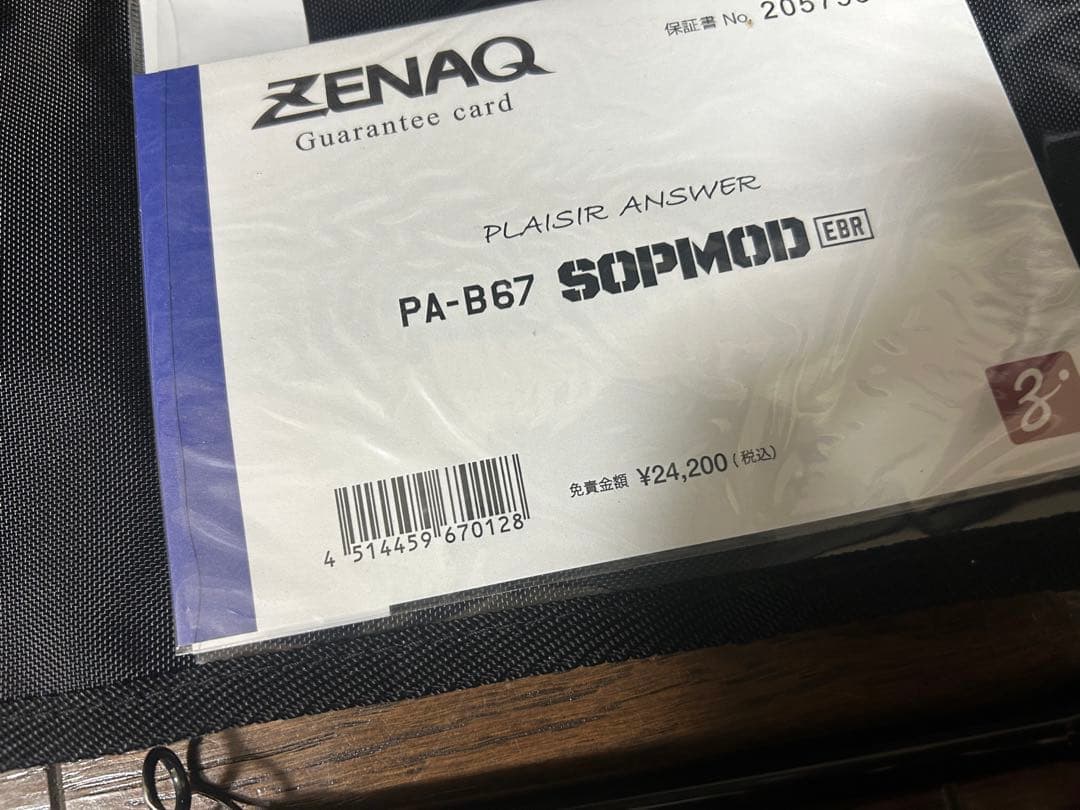 保証書 No. 20575
ZENAQ
Guarantee card
PLAISIR ANSWER
PA-B67 SOPMOD EBR
免責金額 ¥24,200(税込)
4 514459 670128